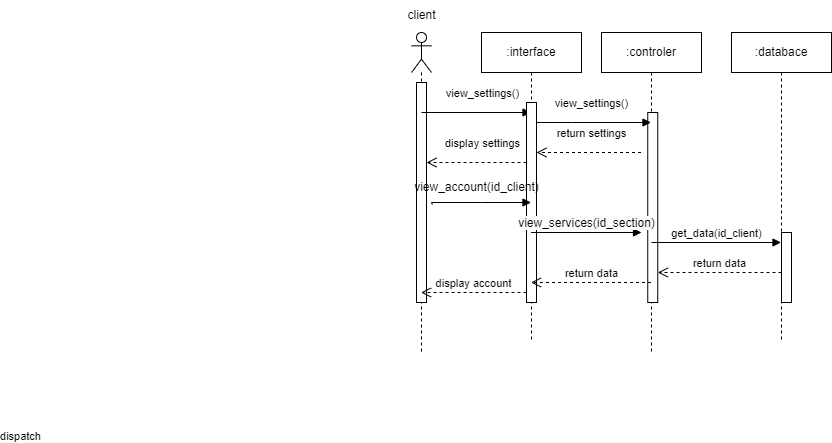 client
:interface
:controler
:databace
view_settings()
view_settings()
return settings
display settings
view_account(id_client)
view_services(id_section)
get_data(id_client)
return data
return data
display account
dispatch